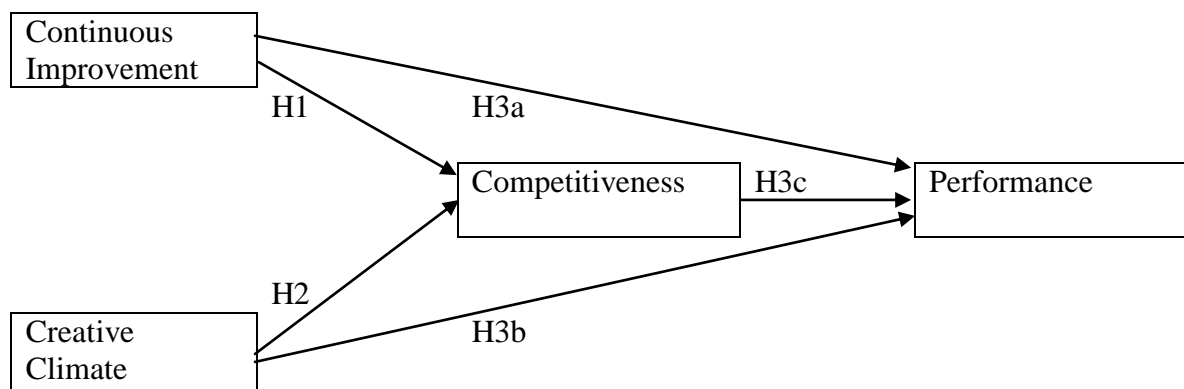 Continuous
Improvement
H1
H3a
Competitiveness
H3c
Performance
H2
H3b
Creative
Climate